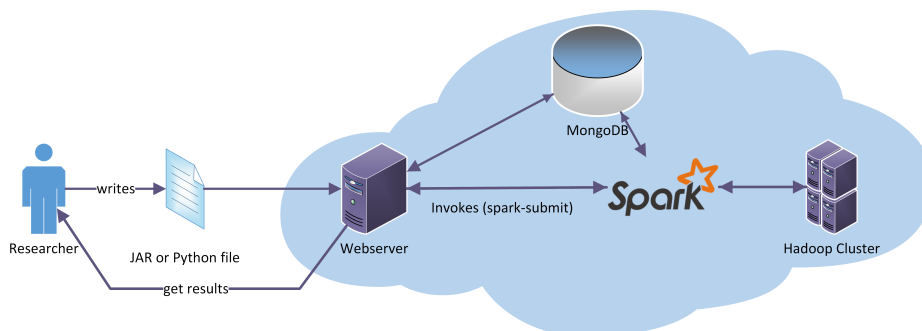 MongoDB
writes
Spark
Invokes (spark-submit)
Researcher
Webserver
Hadoop Cluster
JAR or Python file
get results